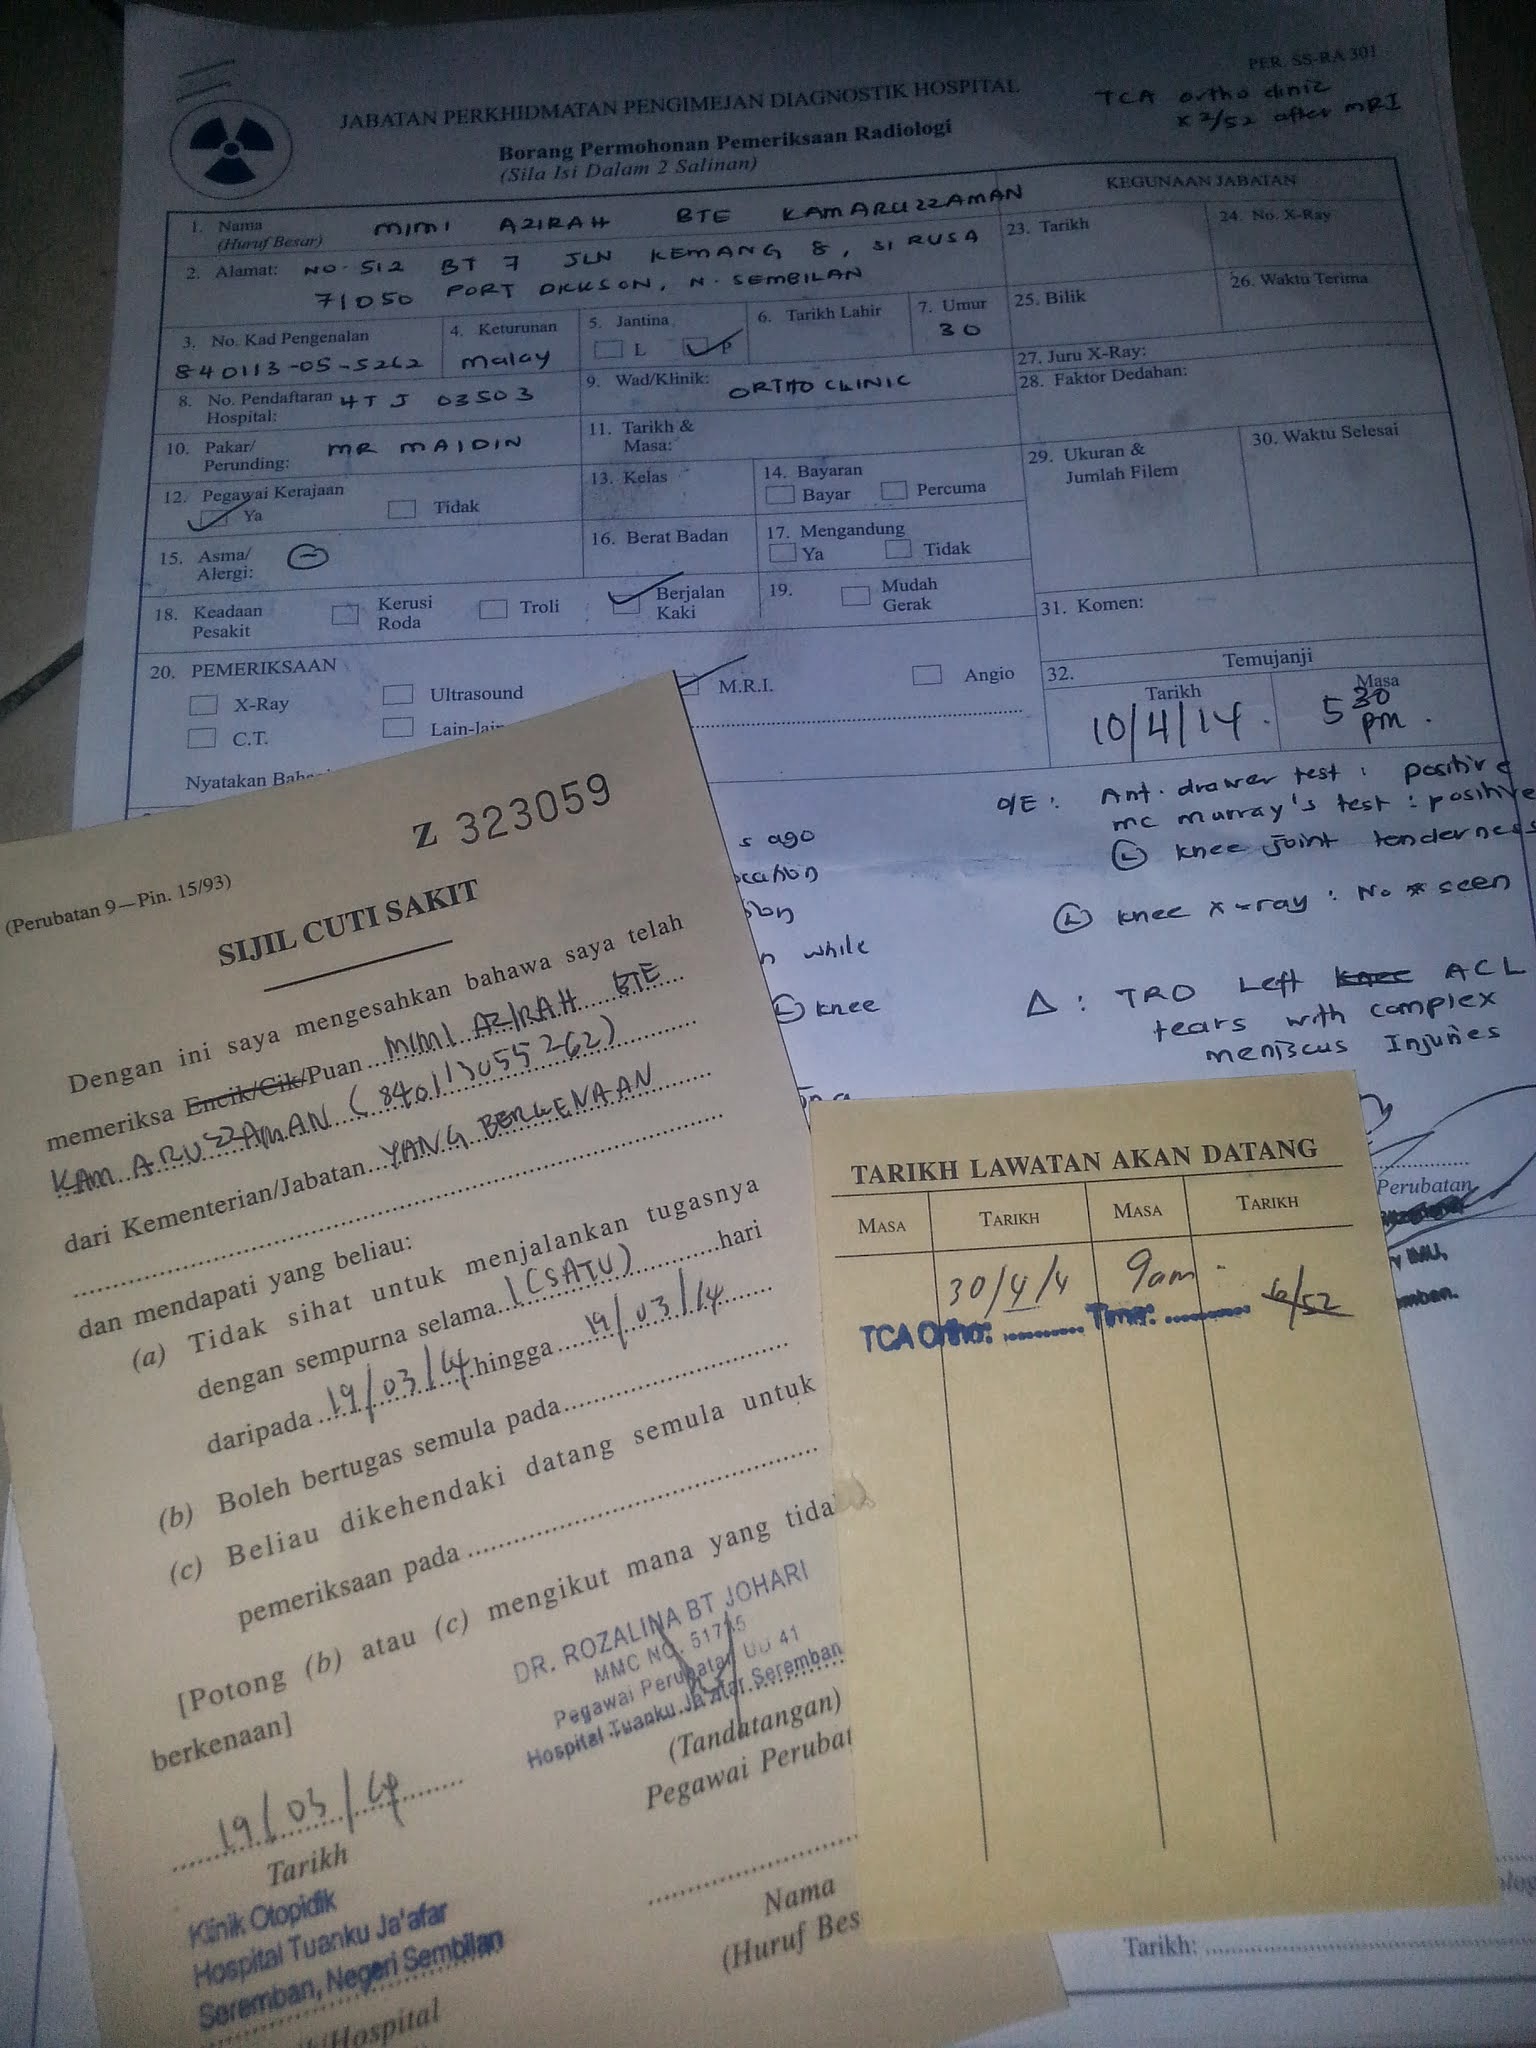 PER. SS-RA 301
TCA ortho clinic
x 2/52 after MRI
JABATAN PERKHIDMATAN PENGIMEJAN DIAGNOSTIK HOSPITAL
Borang Permohonan Pemeriksaan Radiologi
(Sila Isi Dalam 2 Salinan)
KEGUNAAN JABATAN
1. Nama MIMI AZIRAH BTE KAMARUZZAMAN
(Huruf Besar)
2. Alamat: NO. 512 BT 7 JLN KEMANG 8, SI RUSA
71050 PORT DICKSON, N. SEMBILAN
23. Tarikh
24. No. X-Ray
25. Bilik
26. Waktu Terima
3. No. Kad Pengenalan
840113-05-5262
4. Keturunan
malay
5. Jantina
L P
6. Tarikh Lahir
7. Umur
30
27. Juru X-Ray:
28. Faktor Dedahan:
8. No. Pendaftaran Hospital: HTJ 03503
9. Wad/Klinik: ORTHO CLINIC
10. Pakar/
Perunding: MR MAIDIN
11. Tarikh &
Masa:
29. Ukuran &
Jumlah Filem
30. Waktu Selesai
12. Pegawai Kerajaan
Ya Tidak
13. Kelas
14. Bayaran
Bayar Percuma
15. Asma/
Alergi:
16. Berat Badan
17. Mengandung
Ya Tidak
18. Keadaan
Pesakit
Kerusi
Roda
Troli
Berjalan
Kaki
19. Mudah
Gerak
31. Komen:
20. PEMERIKSAAN
X-Ray Ultrasound M.R.I. Angio
C.T. Lain-lain
Nyatakan
32. Temujanji
Tarikh Masa
10/4/14. 5 30 pm.
s ago
while
(L) knee
O/E: Ant. drawer test: positive
mc murray's test: positive
(L) knee joint tenderness
(L) knee x-ray: No # seen
Δ: TRO Left knee ACL
tears with complex
meniscus Injuries
Perubatan
IMU,
Tarikh:
Z 323059
(Perubatan 9—Pin. 15/93)
SIJIL CUTI SAKIT
Dengan ini saya mengesahkan bahawa saya telah
memeriksa Encik/Cik/Puan MIMI AZIRAH BTE
KAMARUZZAMAN (840113055262)
dari Kementerian/Jabatan YANG BERKENAAN
dan mendapati yang beliau:
(a) Tidak sihat untuk menjalankan tugasnya
dengan sempurna selama 1 (SATU) hari
daripada 19/03/14 hingga 19/03/14
(b) Boleh bertugas semula pada
(c) Beliau dikehendaki datang semula untuk
pemeriksaan pada
[Potong (b) atau (c) mengikut mana yang
berkenaan]
DR. ROZALINA BT JOHARI
MMC NO.
Pegawai Perubatan UD 41
Hospital Tuanku Ja'afar Seremban
(Tandatangan)
Pegawai
19/03/14
Tarikh
Klinik Otopidik
Hospital Tuanku Ja'afar
Seremban, Negeri Sembilan
Hospital
Nama
(Huruf
TARIKH LAWATAN AKAN DATANG
MASA TARIKH MASA TARIKH
30/4/4 9am 6/52
TCA Ortho: Time: